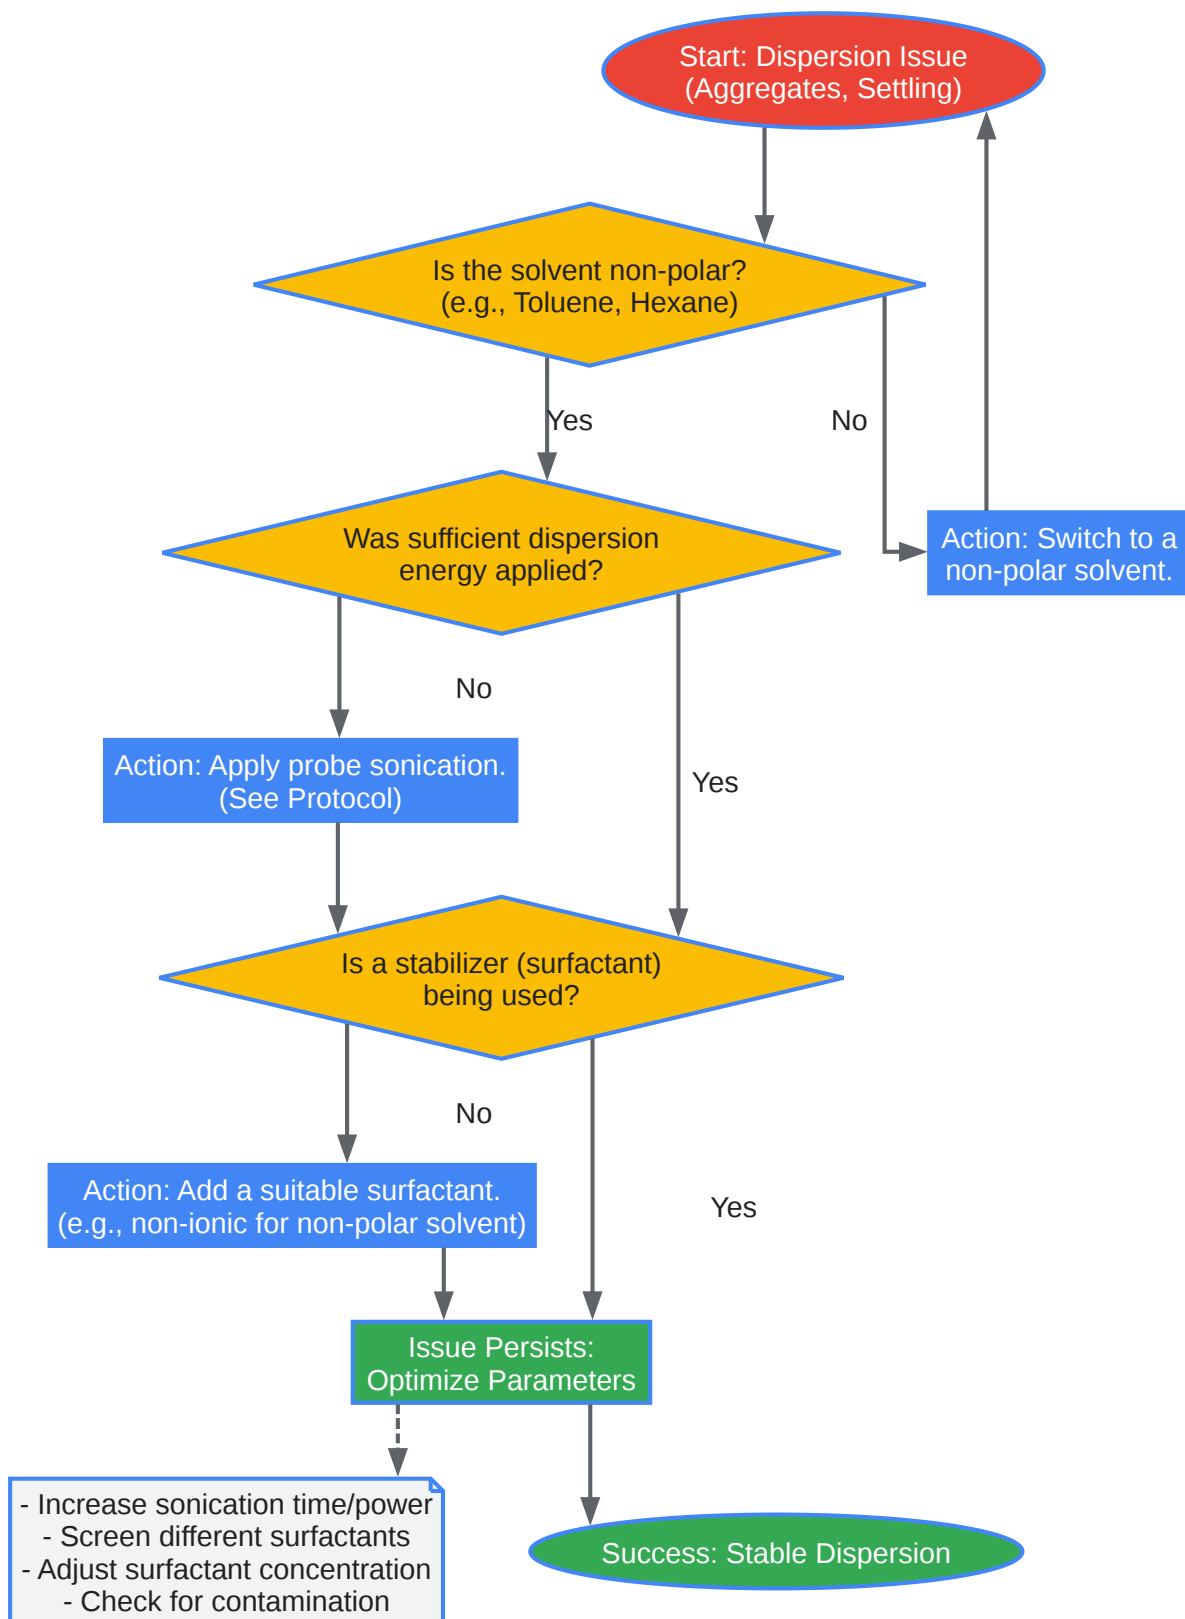 Start: Dispersion Issue
(Aggregates, Settling)
Is the solvent non-polar?
(e.g., Toluene, Hexane)
Yes
No
Was sufficient dispersion
energy applied?
Action: Switch to a
non-polar solvent.
No
Action: Apply probe sonication.
(See Protocol)
Yes
Is a stabilizer (surfactant)
being used?
No
Action: Add a suitable surfactant.
(e.g., non-ionic for non-polar solvent)
Yes
Issue Persists:
Optimize Parameters
- Increase sonication time/power
- Screen different surfactants
- Adjust surfactant concentration
- Check for contamination
Success: Stable Dispersion